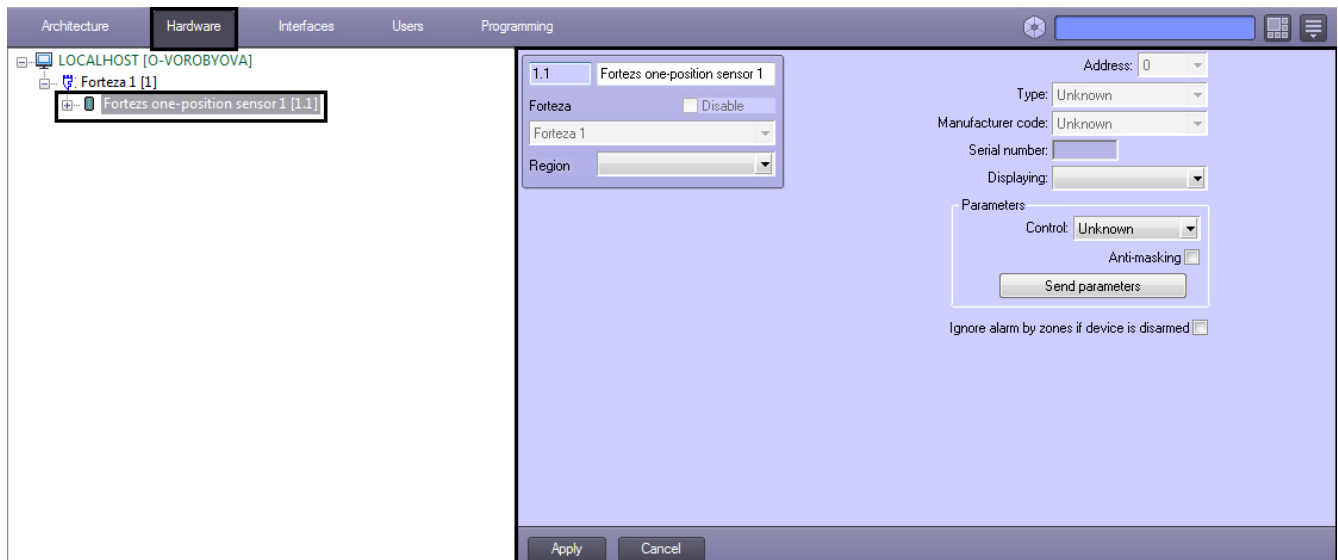 Architecture Hardware Interfaces Users Programming
LOCALHOST [O-VOROBYOVA]
Forteza 1 [1]
Fortezs one-position sensor 1 [1.1]
1.1 Fortezs one-position sensor 1
Forteza Disable
Forteza 1
Region
Address: 0
Type: Unknown
Manufacturer code: Unknown
Serial number:
Displaying:
Parameters
Control: Unknown
Anti-masking
Send parameters
Ignore alarm by zones if device is disarmed
Apply Cancel